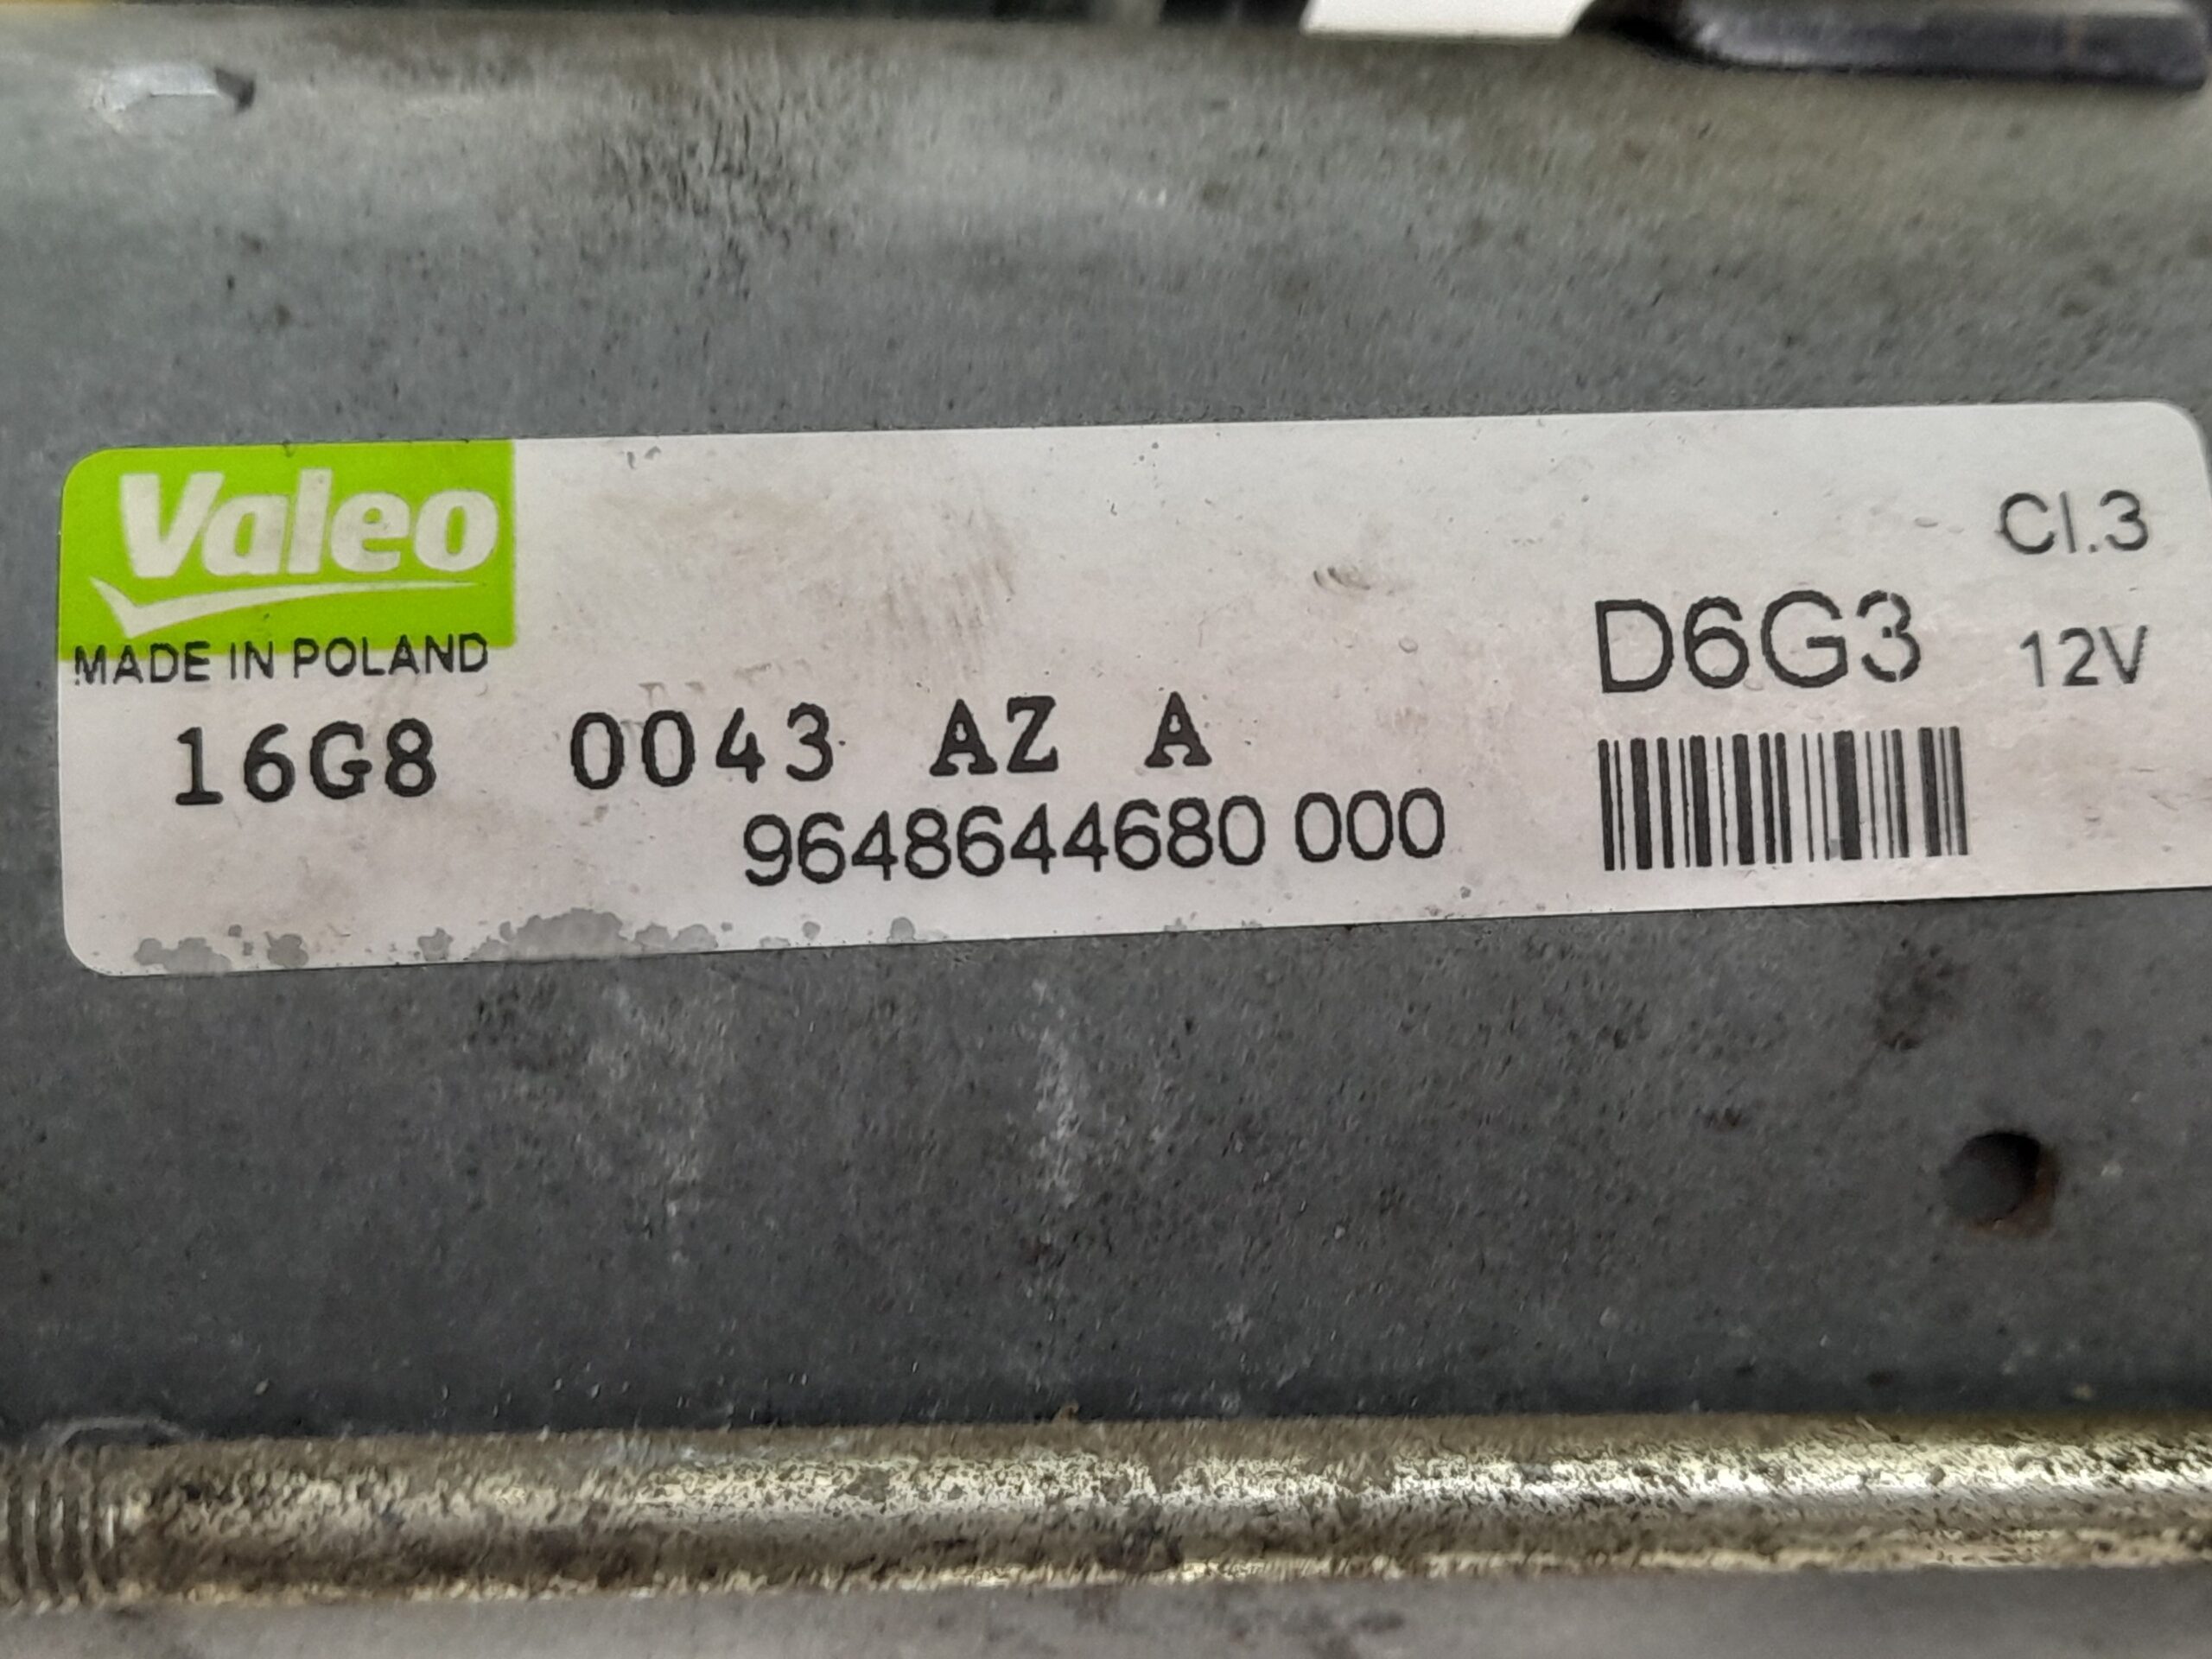 Valeo
MADE IN POLAND
Cl.3
D6G3 12V
16G8 0043 AZ A
9648644680 000